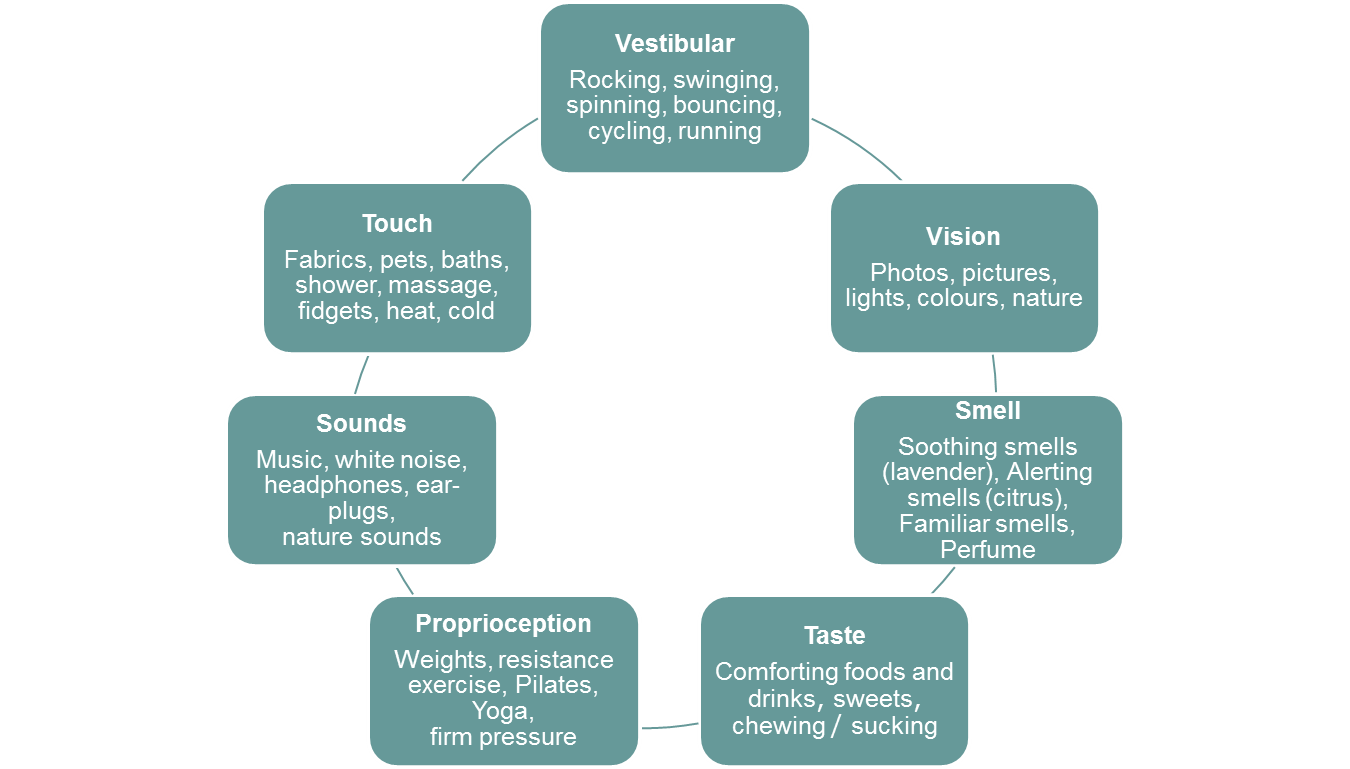 Vestibular
Rocking, swinging,
spinning, bouncing,
cycling, running
Touch
Fabrics, pets, baths,
shower, massage,
fidgets, heat, cold
Vision
Photos, pictures,
lights, colours, nature
Sounds
Music, white noise,
headphones, ear-
plugs,
nature sounds
Smell
Soothing smells
(lavender), Alerting
smells (citrus),
Familiar smells,
Perfume
Proprioception
Weights, resistance
exercise, Pilates,
Yoga,
firm pressure
Taste
Comforting foods and
drinks, sweets,
chewing / sucking